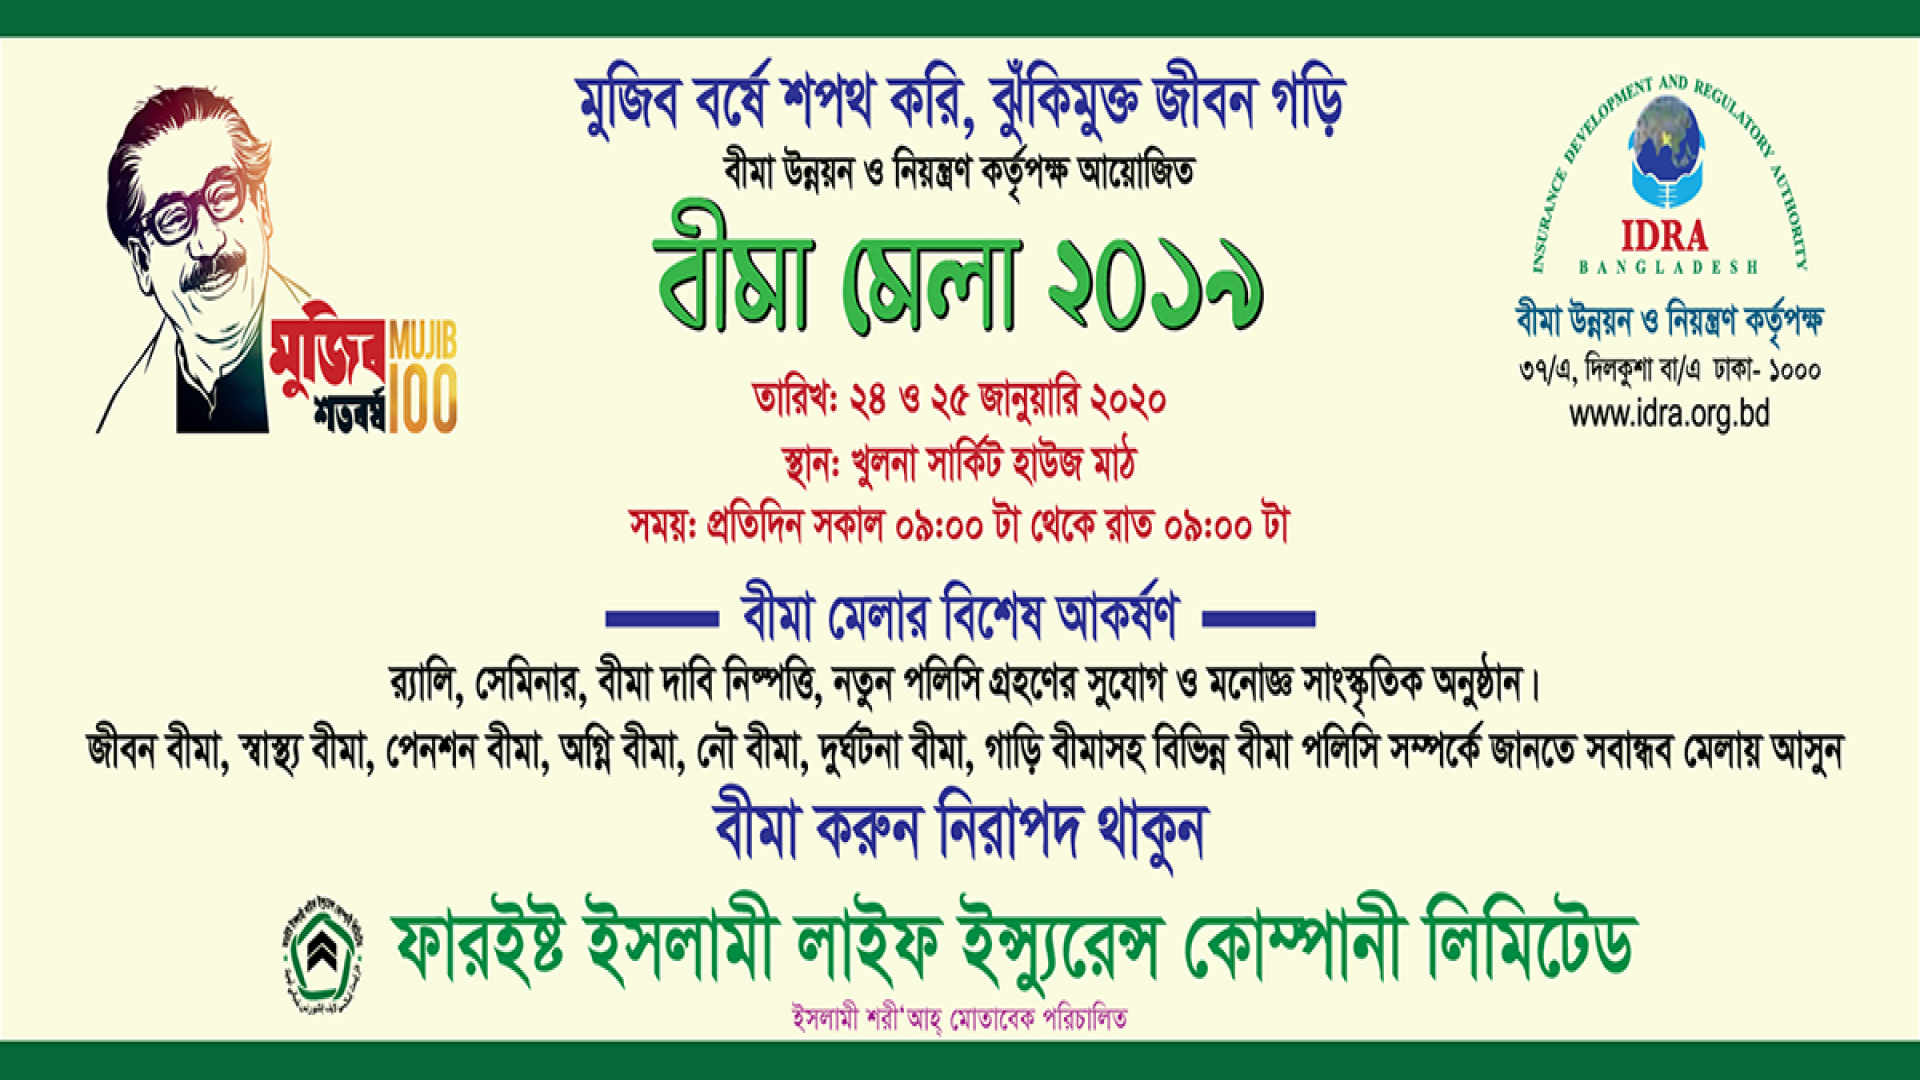 মুজিব বর্ষে শপথ করি, ঝুঁকিমুক্ত জীবন গড়ি
বীমা উন্নয়ন ও নিয়ন্ত্রণ কর্তৃপক্ষ আয়োজিত
বীমা মেলা ২০১৯
মুজিব
শতবর্ষ
MUJIB
100
INSURANCE DEVELOPMENT AND REGULATORY AUTHORITY
IDRA
BANGLADESH
বীমা উন্নয়ন ও নিয়ন্ত্রণ কর্তৃপক্ষ
৩৭/এ, দিলকুশা বা/এ ঢাকা- ১০০০
www.idra.org.bd
তারিখ: ২৪ ও ২৫ জানুয়ারি ২০২০
স্থান: খুলনা সার্কিট হাউজ মাঠ
সময়: প্রতিদিন সকাল ০৯:০০ টা থেকে রাত ০৯:০০ টা
বীমা মেলার বিশেষ আকর্ষণ
র‍্যালি, সেমিনার, বীমা দাবি নিষ্পত্তি, নতুন পলিসি গ্রহণের সুযোগ ও মনোজ্ঞ সাংস্কৃতিক অনুষ্ঠান।
জীবন বীমা, স্বাস্থ্য বীমা, পেনশন বীমা, অগ্নি বীমা, নৌ বীমা, দুর্ঘটনা বীমা, গাড়ি বীমাসহ বিভিন্ন বীমা পলিসি সম্পর্কে জানতে সবান্ধব মেলায় আসুন
বীমা করুন নিরাপদ থাকুন
ফারইষ্ট ইসলামী লাইফ ইন্স্যুরেন্স কোম্পানী লিমিটেড
ইসলামী শরী‘আহ্ মোতাবেক পরিচালিত